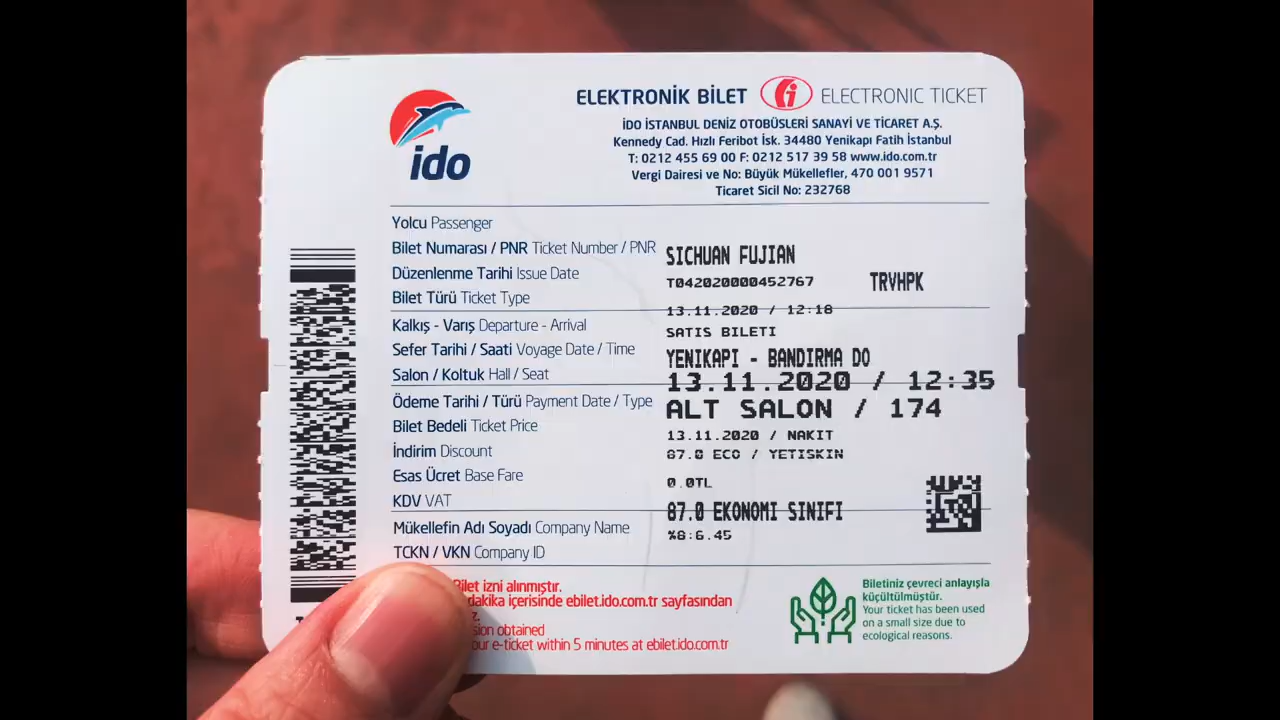 ido
ELEKTRONİK BİLET ELECTRONIC TICKET
İDO İSTANBUL DENİZ OTOBÜSLERİ SANAYİ VE TİCARET A.Ş.
Kennedy Cad. Hızlı Feribot İsk. 34480 Yenikapı Fatih İstanbul
T: 0212 455 69 00 F: 0212 517 39 58 www.ido.com.tr
Vergi Dairesi ve No: Büyük Mükellefler, 470 001 9571
Ticaret Sicil No: 232768
Yolcu Passenger
Bilet Numarası / PNR Ticket Number / PNR
SICHUAN FUJIAN
Düzenlenme Tarihi Issue Date
T042020000452767 TRVHPK
Bilet Türü Ticket Type
13.11.2020 / 12:18
Kalkış - Varış Departure - Arrival
SATIS BILETI
Sefer Tarihi / Saati Voyage Date / Time
YENIKAPI - BANDIRMA DO
Salon / Koltuk Hall / Seat
13.11.2020 / 12:35
Ödeme Tarihi / Türü Payment Date / Type
ALT SALON / 174
Bilet Bedeli Ticket Price
13.11.2020 / NAKIT
İndirim Discount
87.0 ECO / YETISKIN
Esas Ücret Base Fare
0.0TL
KDV VAT
87.0 EKONOMI SINIFI
Mükellefin Adı Soyadı Company Name
%8:6.45
TCKN / VKN Company ID
Bilet izni alınmıştır.
dakika içerisinde ebilet.ido.com.tr sayfasından
obtained
e-ticket within 5 minutes at ebilet.ido.com.tr
Biletiniz çevreci anlayışla
küçültülmüştür.
Your ticket has been used
on a small size due to
ecological reasons.